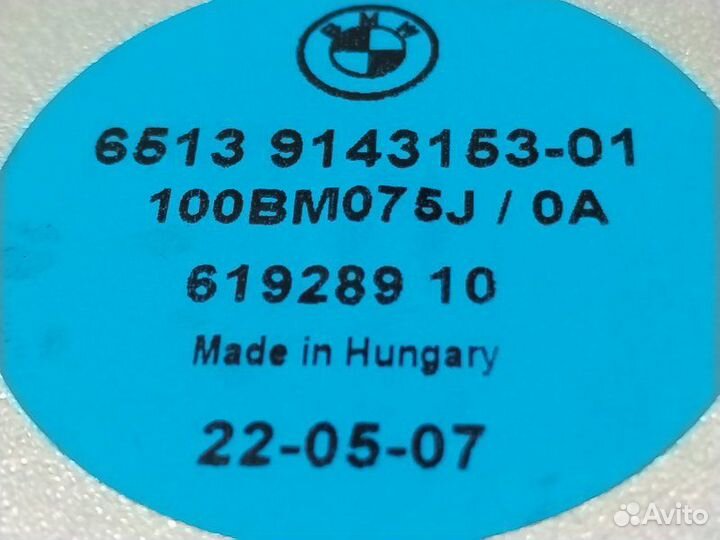 BMW
6513 9143153-01
100BM075J / 0A
619289 10
Made in Hungary
22-05-07
Avito